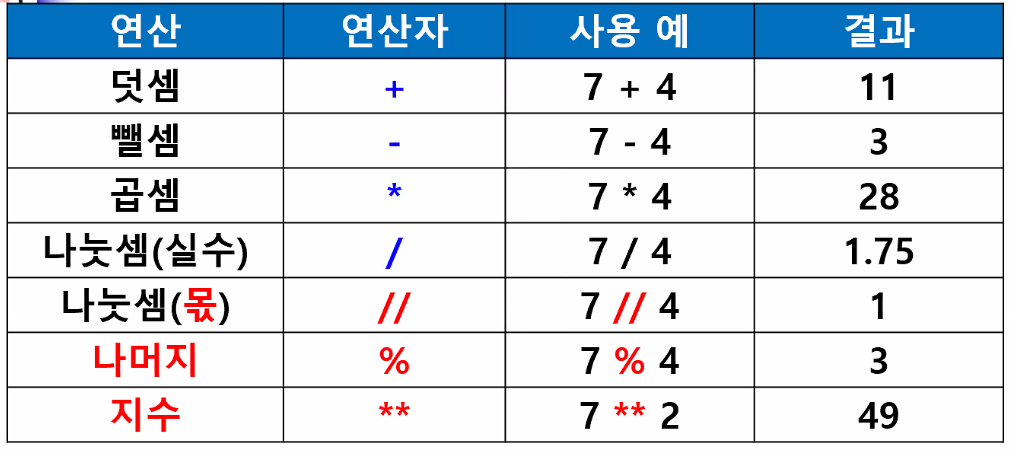 연산 연산자 사용 예 결과
덧셈 + 7 + 4 11
뺄셈 - 7 - 4 3
곱셈 * 7 * 4 28
나눗셈(실수) / 7 / 4 1.75
나눗셈(몫) // 7 // 4 1
나머지 % 7 % 4 3
지수 ** 7 ** 2 49